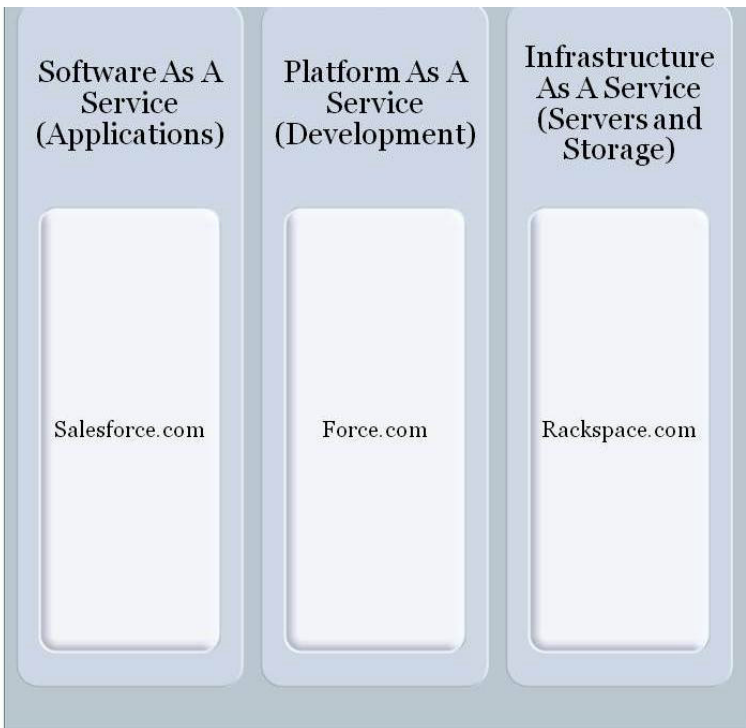 Software As A
Service
(Applications)
Salesforce.com
Platform As A
Service
(Development)
Force.com
Infrastructure
As A Service
(Servers and
Storage)
Rackspace.com